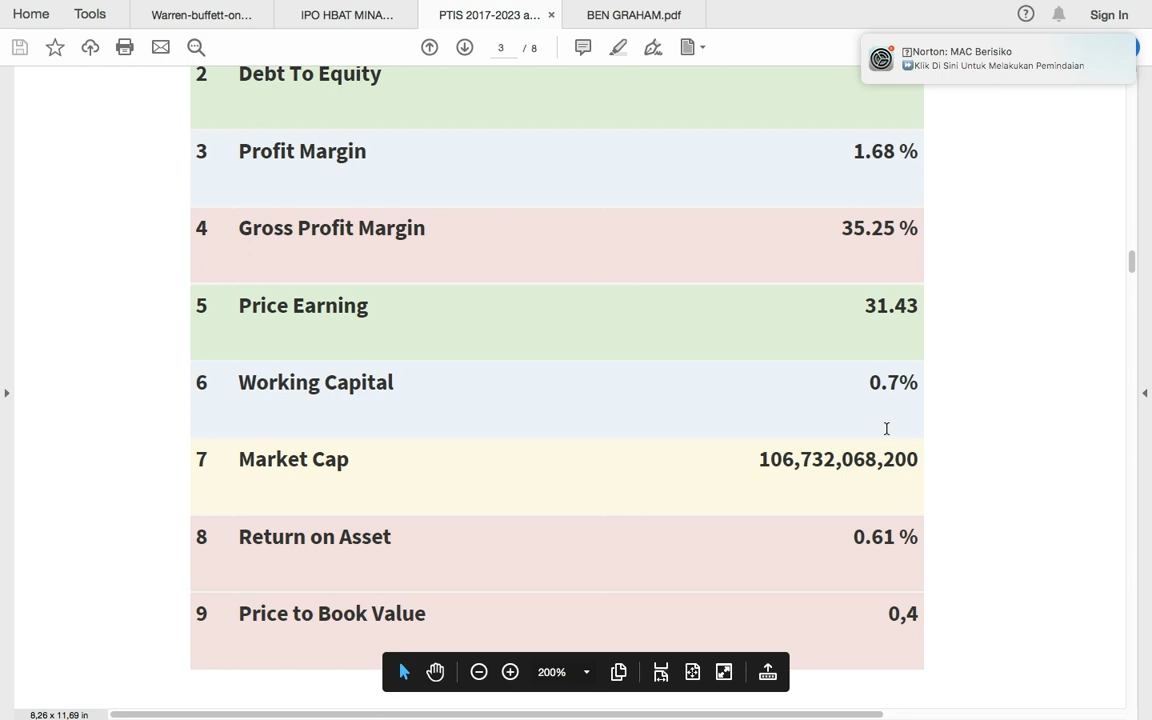 Home Tools Warren-buffett-on... IPO HBAT MINA... PTIS 2017-2023 a... × BEN GRAHAM.pdf Sign In
3 / 8
?Norton: MAC Berisiko
Klik Di Sini Untuk Melakukan Pemindaian
2 Debt To Equity
3 Profit Margin 1.68 %
4 Gross Profit Margin 35.25 %
5 Price Earning 31.43
6 Working Capital 0.7%
7 Market Cap 106,732,068,200
8 Return on Asset 0.61 %
9 Price to Book Value 0,4
200%
8,26 x 11,69 in